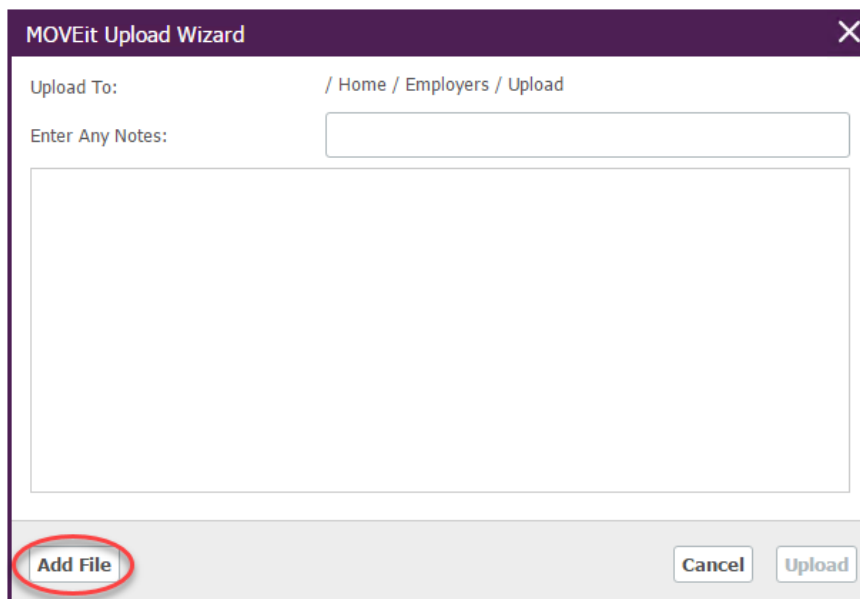 MOVEit Upload Wizard
Upload To: / Home / Employers / Upload
Enter Any Notes:
Add File Cancel Upload